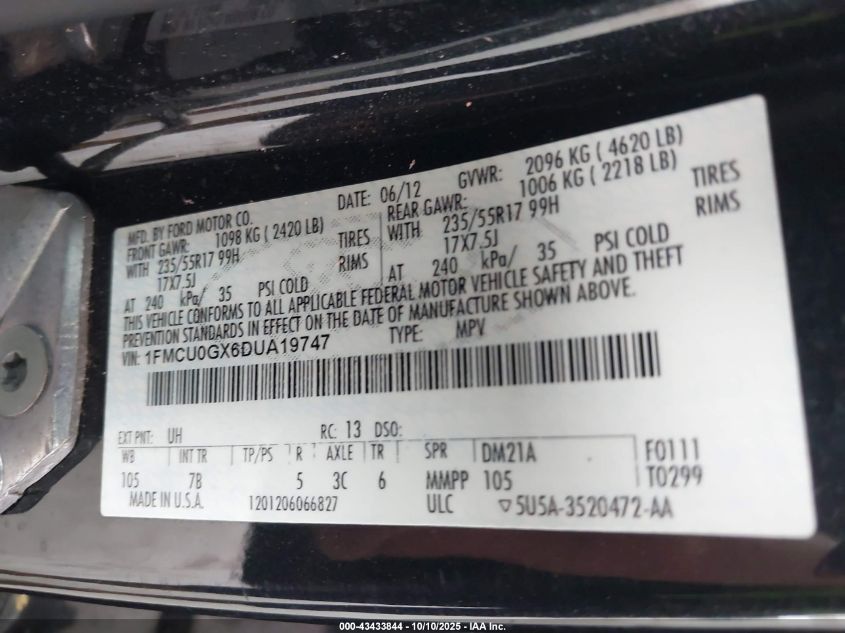 MFD. BY FORD MOTOR CO. DATE: 06/12 GVWR: 2096 KG ( 4620 LB)
FRONT GAWR: 1098 KG ( 2420 LB) REAR GAWR: 1006 KG ( 2218 LB)
WITH 235/55R17 99H TIRES WITH 235/55R17 99H TIRES
17X7.5J RIMS 17X7.5J RIMS
AT 240 kPa/ 35 PSI COLD AT 240 kPa/ 35 PSI COLD
THIS VEHICLE CONFORMS TO ALL APPLICABLE FEDERAL MOTOR VEHICLE SAFETY AND THEFT
PREVENTION STANDARDS IN EFFECT ON THE DATE OF MANUFACTURE SHOWN ABOVE.
VIN: 1FMCU0GX6DUA19747 TYPE: MPV
EXT PNT: UH RC: 13 DSO:
WB INT TR TP/PS R AXLE TR SPR DM21A F0111
105 7B 5 3C 6 MMPP 105 T0299
MADE IN U.S.A. 1201206066827 ULC ▽5U5A-3520472-AA
000-43433844 | 10/10/2025 - IAA Inc.